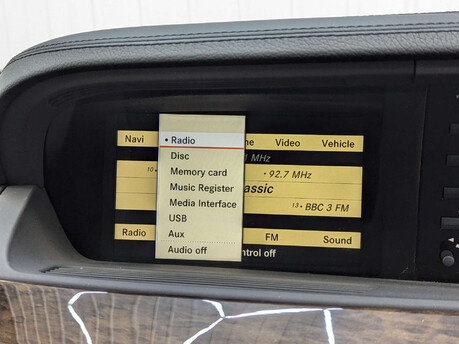 Navi
• Radio
ne Video Vehicle
Disc
1 MHz
Memory card
10•
• 92.7 MHz
Music Register
assic
Media Interface
13• BBC 3 FM
USB
Radio
Aux
FM Sound
Audio off
ntrol off